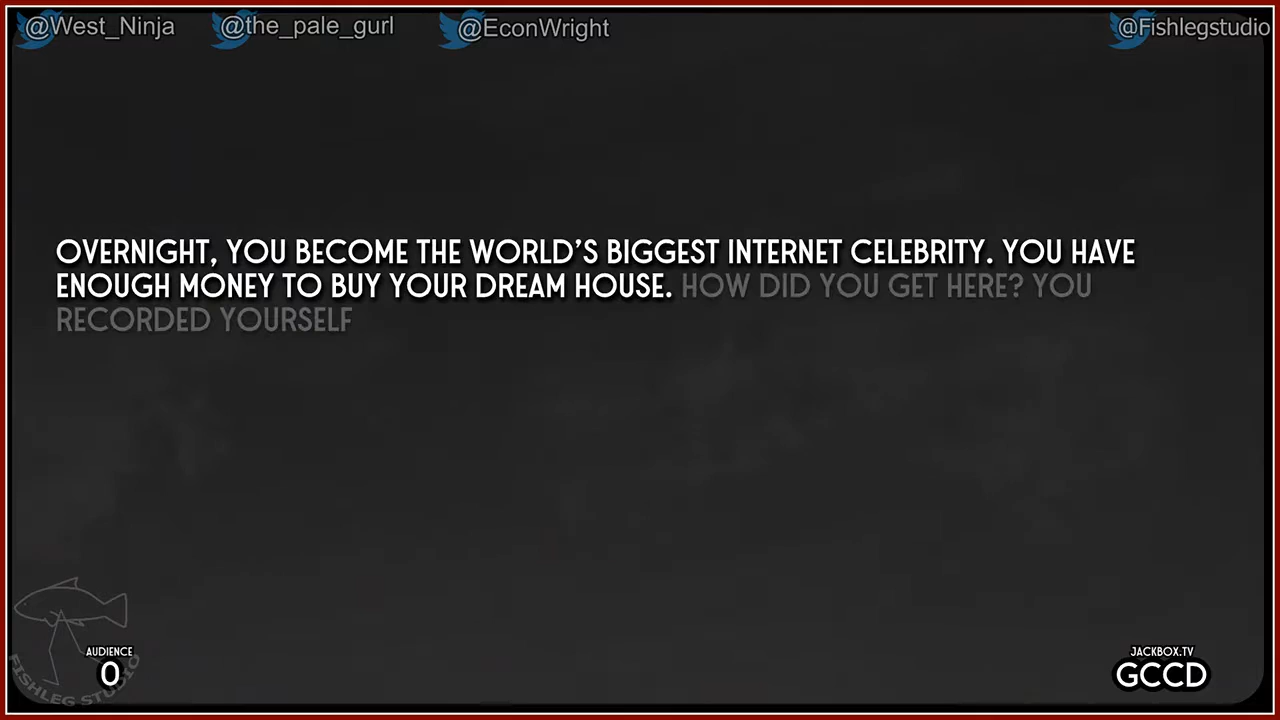 @West_Ninja @the_pale_gurl @EconWright @Fishlegstudio
OVERNIGHT, YOU BECOME THE WORLD'S BIGGEST INTERNET CELEBRITY. YOU HAVE
ENOUGH MONEY TO BUY YOUR DREAM HOUSE. HOW DID YOU GET HERE? YOU
RECORDED YOURSELF
AUDIENCE
0
JACKBOX.TV
GCCD
FISHLEG STUDIO